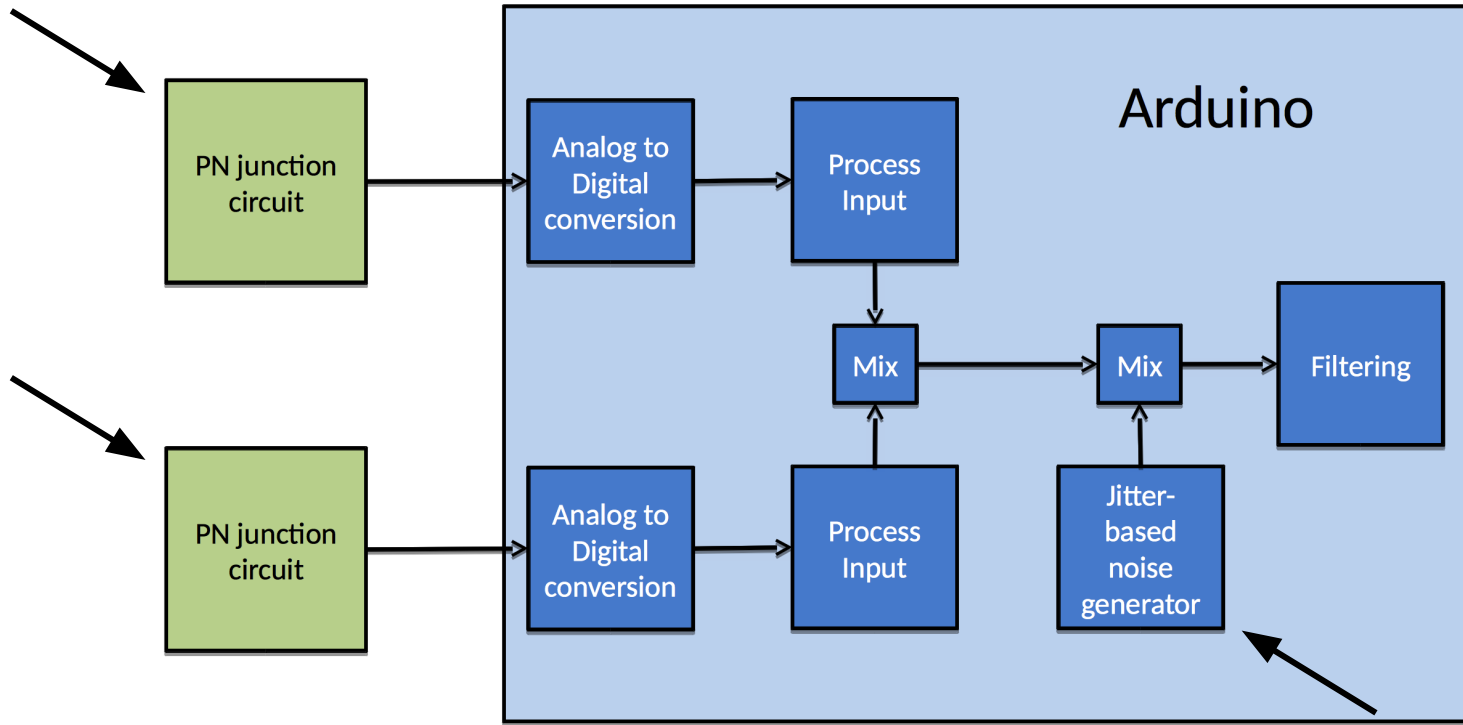 Arduino
PN junction
circuit
Analog to
Digital
conversion
Process
Input
Mix
Mix
Filtering
PN junction
circuit
Analog to
Digital
conversion
Process
Input
Jitter-
based
noise
generator